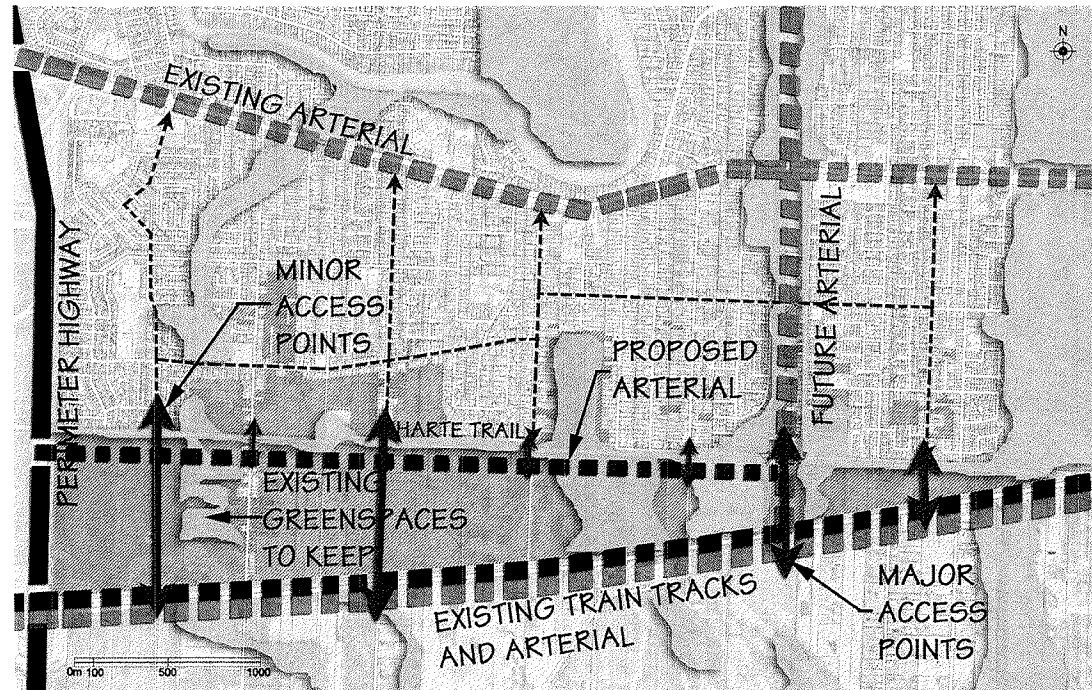 N
EXISTING ARTERIAL
PERIMETER HIGHWAY
MINOR
ACCESS
POINTS
FUTURE ARTERIAL
PROPOSED
ARTERIAL
HARTE TRAIL
EXISTING
GREENSPACES
TO KEEP
EXISTING TRAIN TRACKS
AND ARTERIAL
MAJOR
ACCESS
POINTS
0m 100 500 1000